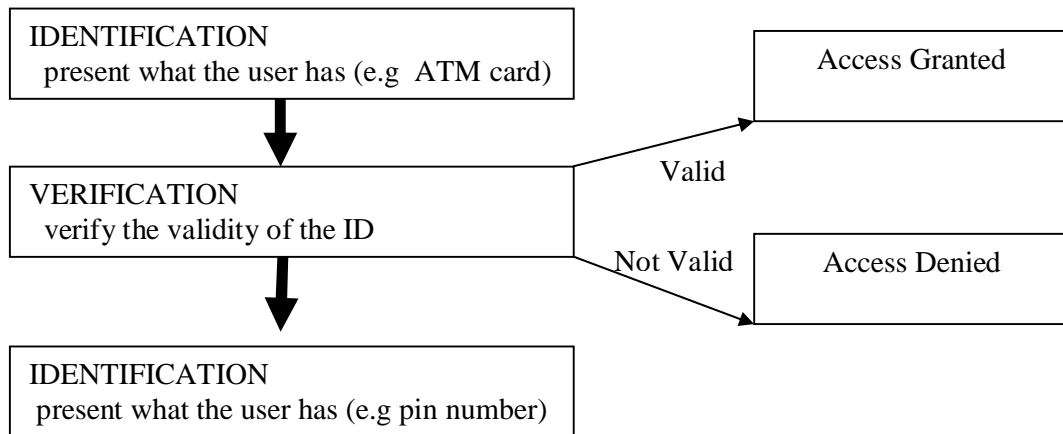 IDENTIFICATION
present what the user has (e.g ATM card)
Access Granted
Valid
VERIFICATION
verify the validity of the ID
Not Valid
Access Denied
IDENTIFICATION
present what the user has (e.g pin number)